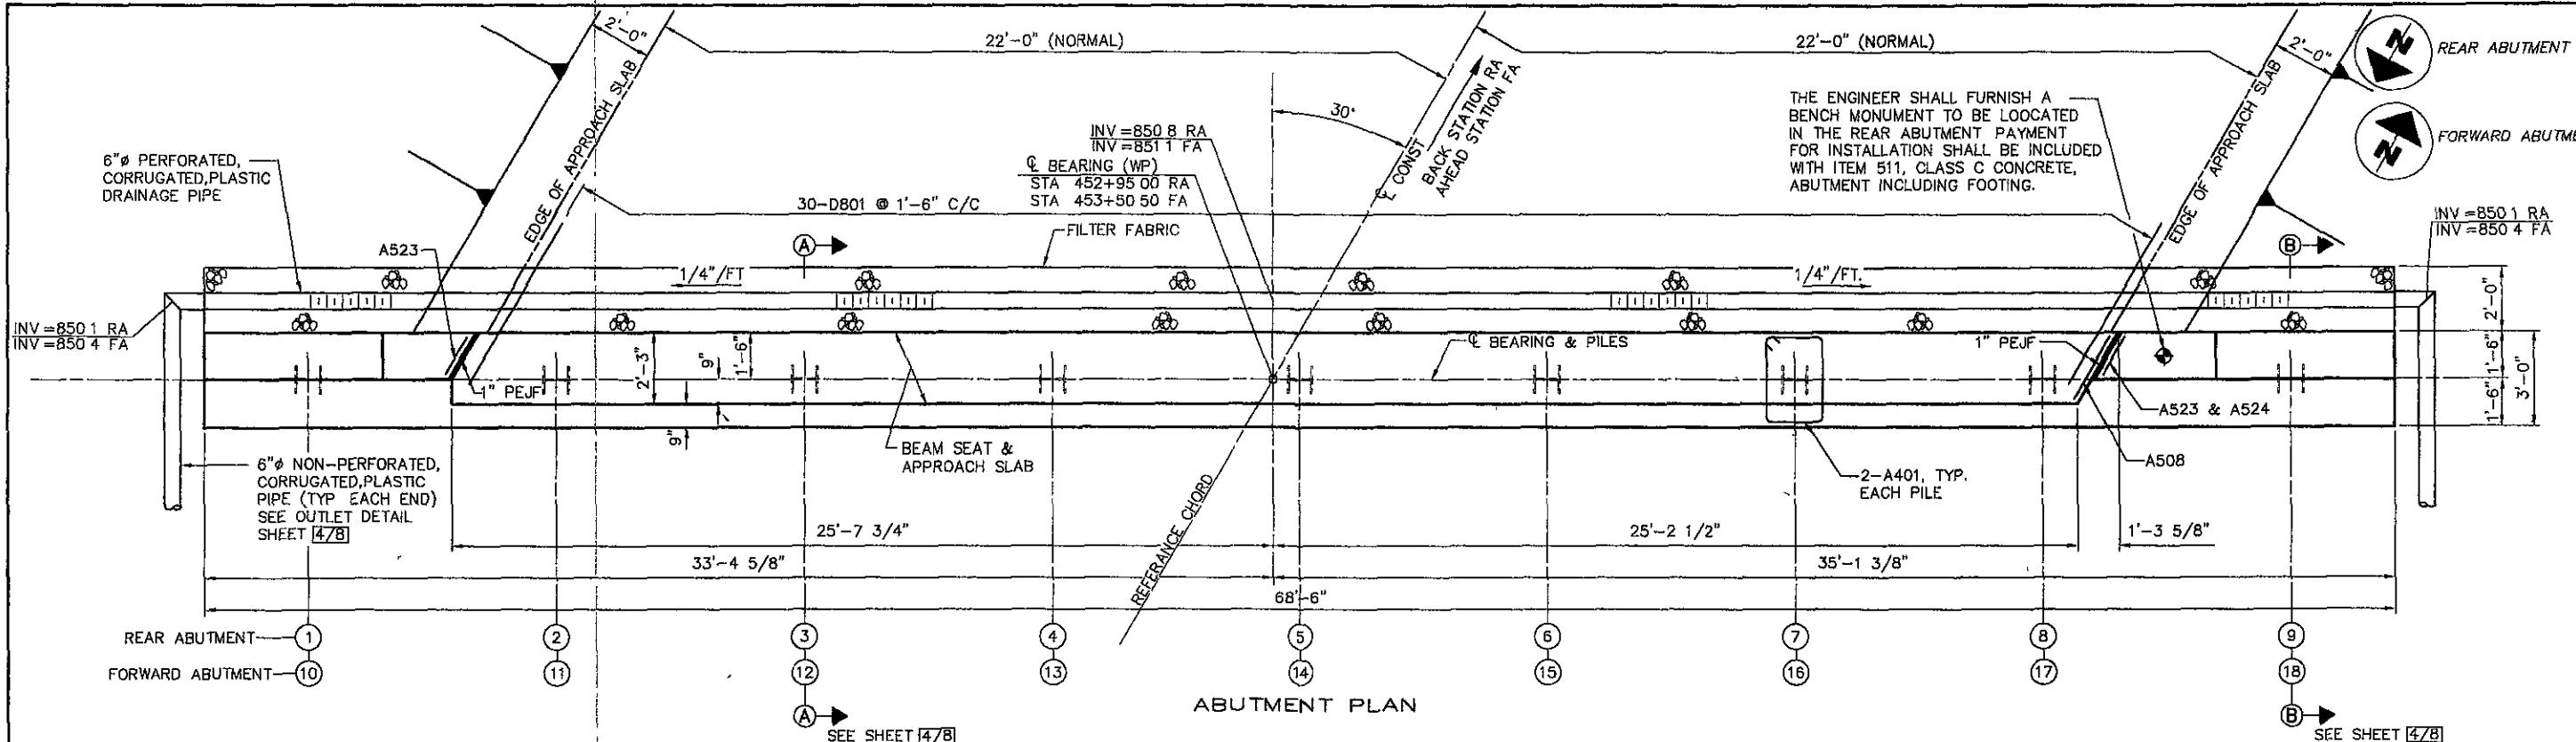 2'-0"
22'-0" (NORMAL)
22'-0" (NORMAL)
2'-0"
N
REAR ABUTMENT
N
FORWARD ABUTME
EDGE OF APPROACH SLAB
30°
℄ CONST
BACK STATION RA
AHEAD STATION FA
EDGE OF APPROACH SLAB
THE ENGINEER SHALL FURNISH A
BENCH MONUMENT TO BE LOOCATED
IN THE REAR ABUTMENT PAYMENT
FOR INSTALLATION SHALL BE INCLUDED
WITH ITEM 511, CLASS C CONCRETE,
ABUTMENT INCLUDING FOOTING.
6"ø PERFORATED,
CORRUGATED,PLASTIC
DRAINAGE PIPE
INV =850 8 RA
INV =851 1 FA
℄ BEARING (WP)
STA 452+95 00 RA
STA 453+50 50 FA
30-D801 @ 1'-6" C/C
FILTER FABRIC
A523
A
B
INV =850 1 RA
INV =850 4 FA
1/4"/FT
1/4"/FT.
INV =850 1 RA
INV =850 4 FA
1" PEJF
2'-3"
9"
1'-6"
9"
℄ BEARING & PILES
1" PEJF
2'-0"
1'-6"
1'-6"
3'-0"
A523 & A524
A508
BEAM SEAT &
APPROACH SLAB
2-A401, TYP.
EACH PILE
6"ø NON-PERFORATED,
CORRUGATED,PLASTIC
PIPE (TYP EACH END)
SEE OUTLET DETAIL
SHEET 4/8
REFERANCE CHORD
25'-7 3/4"
25'-2 1/2"
1'-3 5/8"
33'-4 5/8"
35'-1 3/8"
68'-6"
REAR ABUTMENT 1 2 3 4 5 6 7 8 9
FORWARD ABUTMENT 10 11 12 13 14 15 16 17 18
ABUTMENT PLAN
A
SEE SHEET 4/8
B
SEE SHEET 4/8